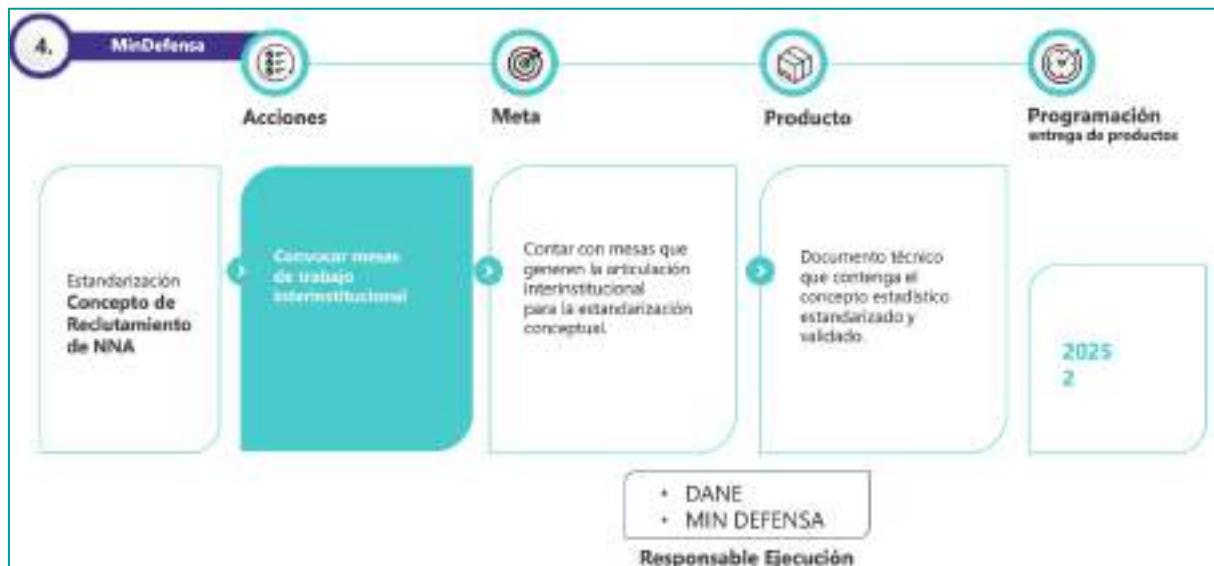 4.
MinDefensa
Acciones
Meta
Producto
Programación
entrega de productos
Estandarización
Concepto de
Reclutamiento
de NNA
Convocar mesas
de trabajo
interinstitucional
Contar con mesas que
generen la articulación
interinstitucional
para la estandarización
conceptual.
Documento técnico
que contenga el
concepto estadístico
estandarizado y
validado.
2025
2
• DANE
• MIN DEFENSA
Responsable Ejecución